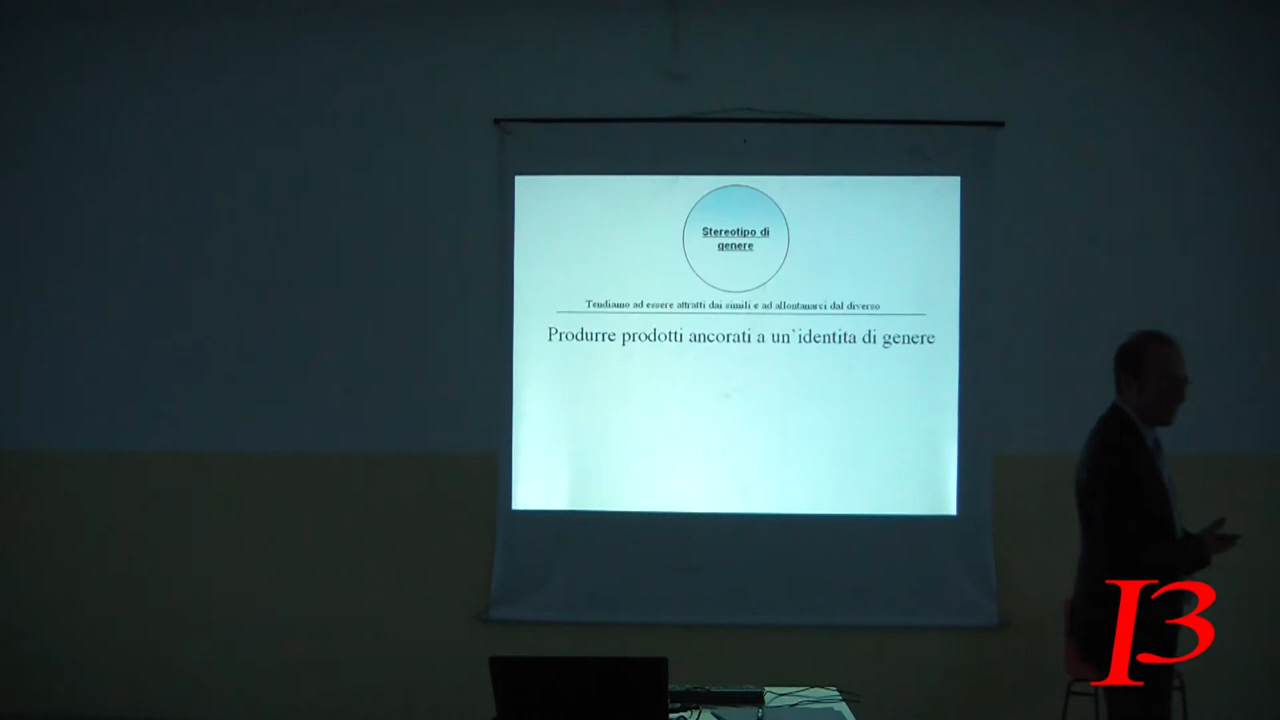 Stereotipo di
genere
Tendiamo ad essere attratti dai simili e ad allontanarci dal diverso
Produrre prodotti ancorati a un`identita di genere
I3